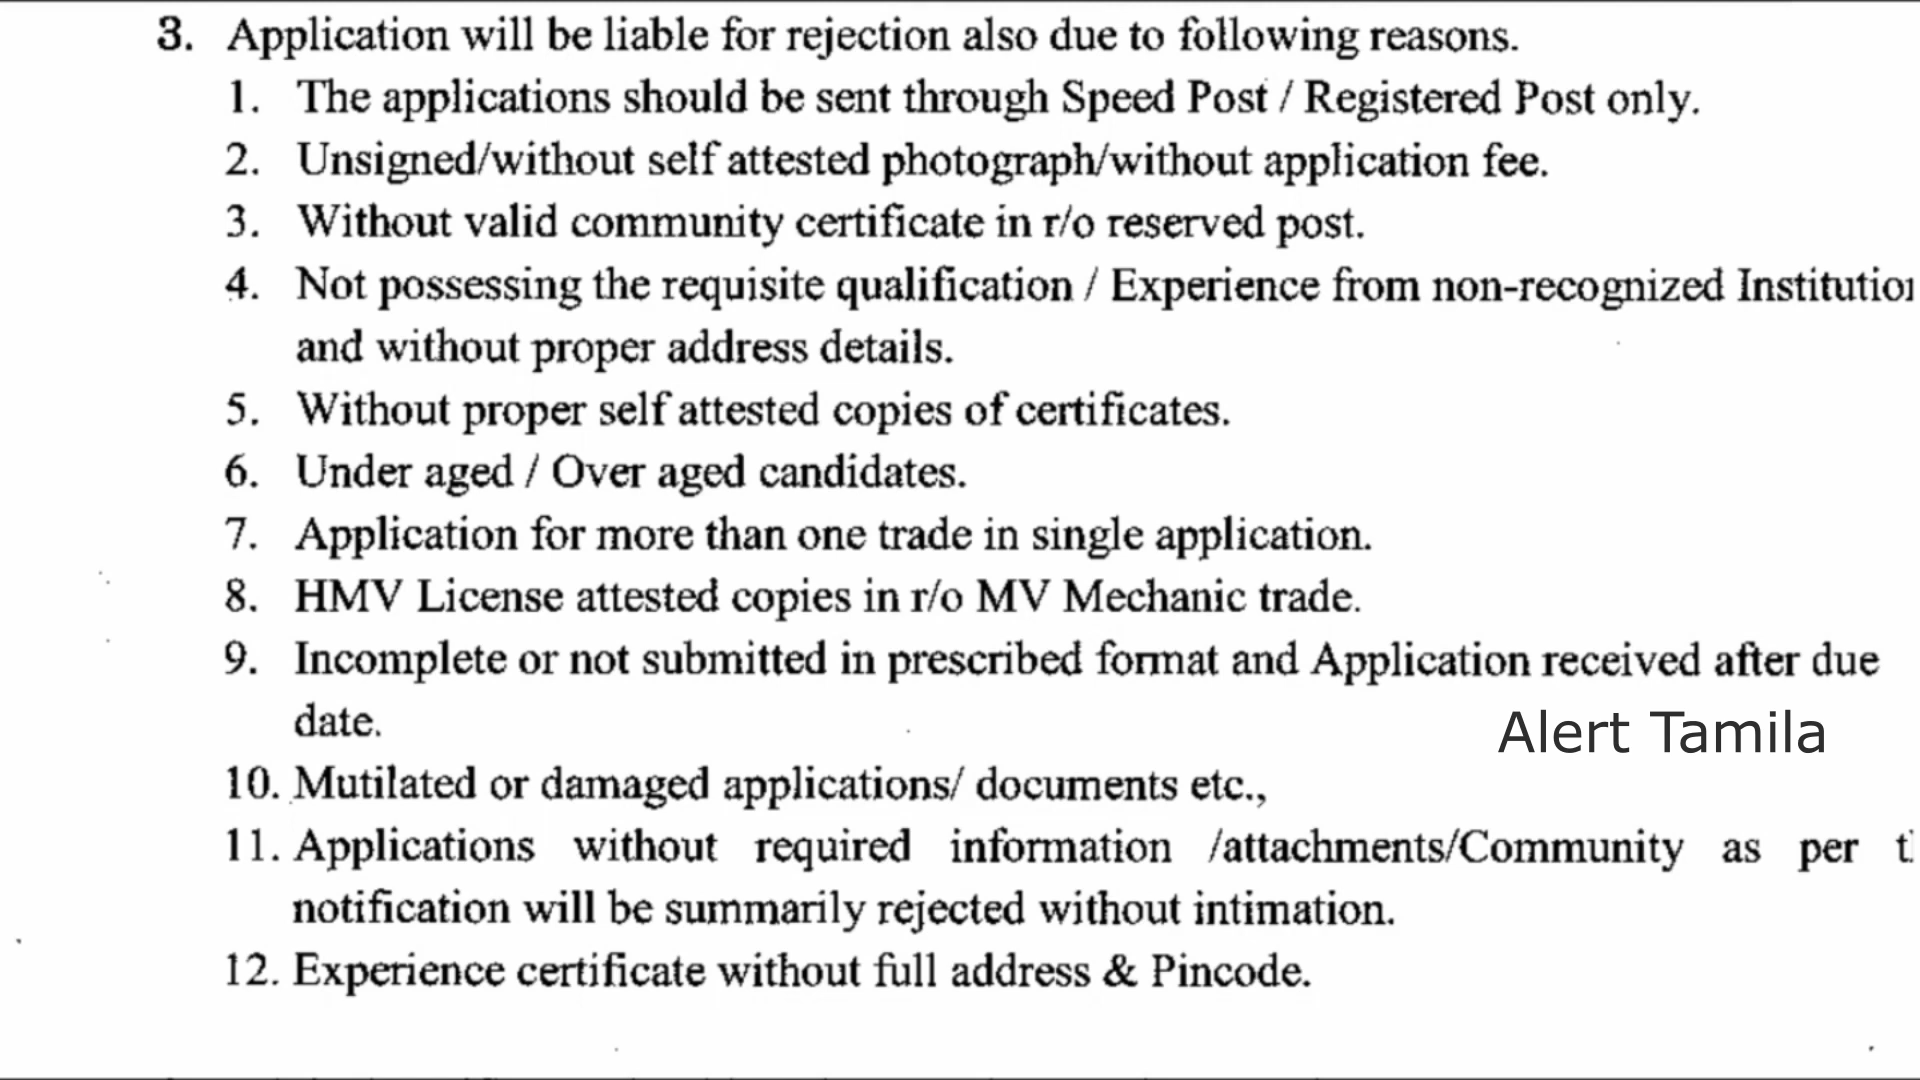 3. Application will be liable for rejection also due to following reasons.
1. The applications should be sent through Speed Post / Registered Post only.
2. Unsigned/without self attested photograph/without application fee.
3. Without valid community certificate in r/o reserved post.
4. Not possessing the requisite qualification / Experience from non-recognized
and without proper address details.
5. Without proper self attested copies of certificates.
6. Under aged / Over aged candidates.
7. Application for more than one trade in single application.
8. HMV License attested copies in r/o MV Mechanic trade.
9. Incomplete or not submitted in prescribed format and Application received after due
date.
Alert Tamila
10. Mutilated or damaged applications/ documents etc.,
11. Applications without required information /attachments/Community as per
notification will be summarily rejected without intimation.
12. Experience certificate without full address & Pincode.